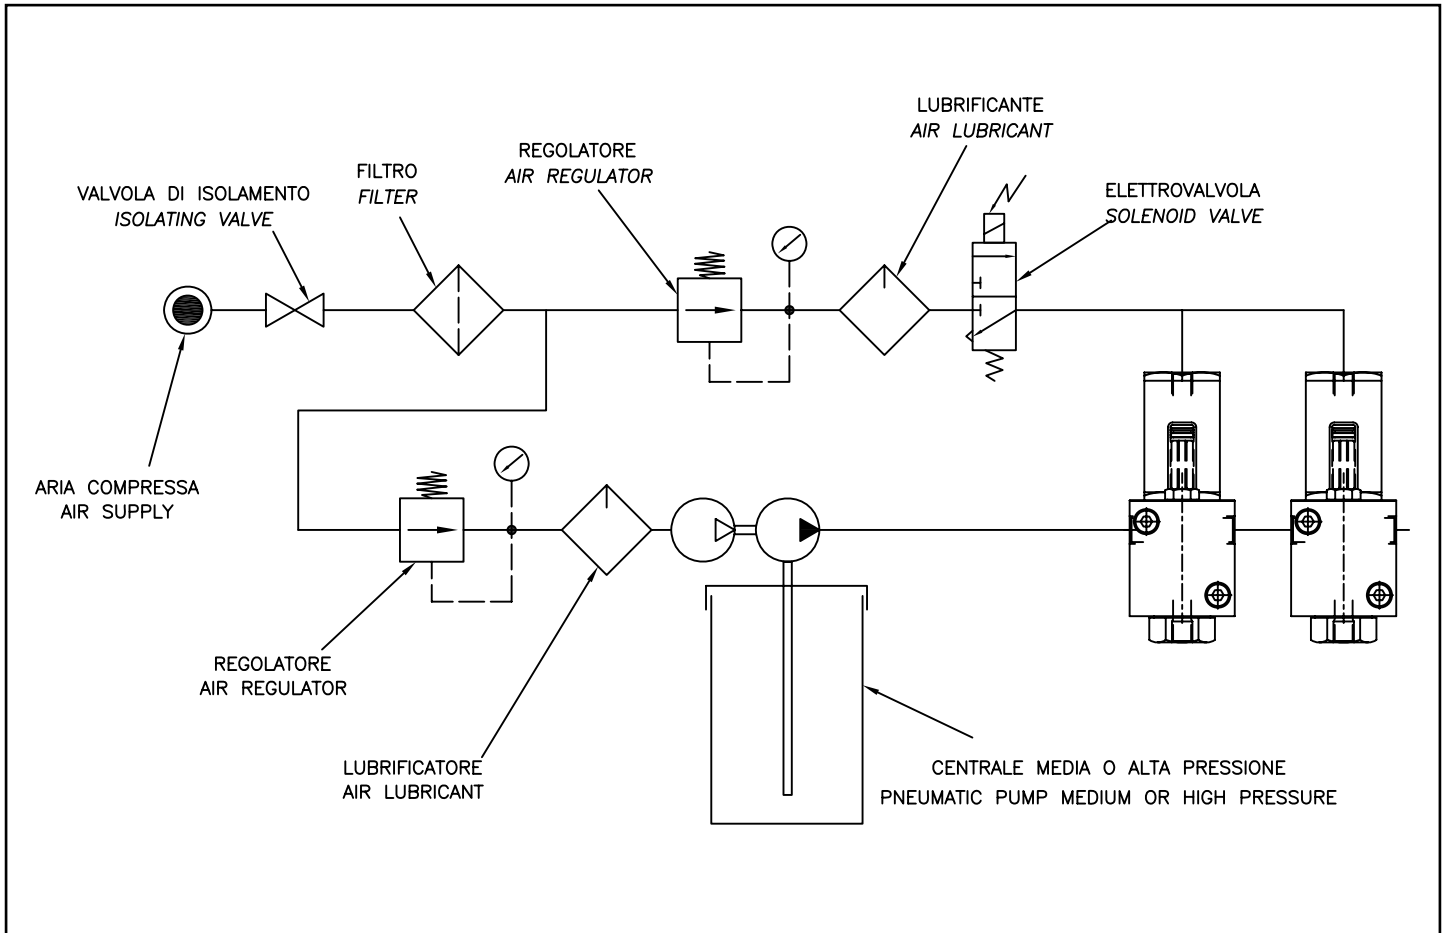 LUBRIFICANTE
AIR LUBRICANT
REGOLATORE
AIR REGULATOR
FILTRO
FILTER
VALVOLA DI ISOLAMENTO
ISOLATING VALVE
ELETTROVALVOLA
SOLENOID VALVE
ARIA COMPRESSA
AIR SUPPLY
REGOLATORE
AIR REGULATOR
LUBRIFICATORE
AIR LUBRICANT
CENTRALE MEDIA O ALTA PRESSIONE
PNEUMATIC PUMP MEDIUM OR HIGH PRESSURE